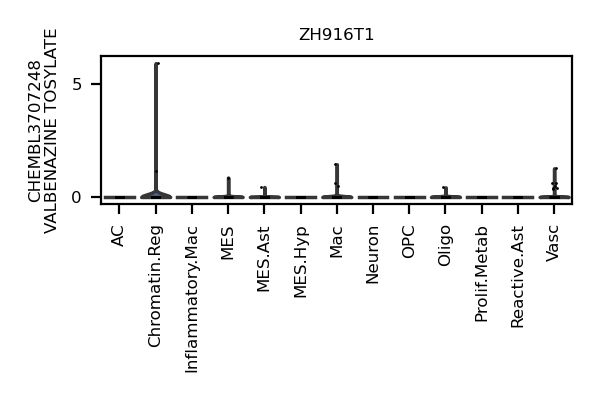 ZH916T1
CHEMBL3707248
VALBENAZINE TOSYLATE
5
0
AC
Chromatin.Reg
Inflammatory.Mac
MES
MES.Ast
MES.Hyp
Mac
Neuron
OPC
Oligo
Prolif.Metab
Reactive.Ast
Vasc